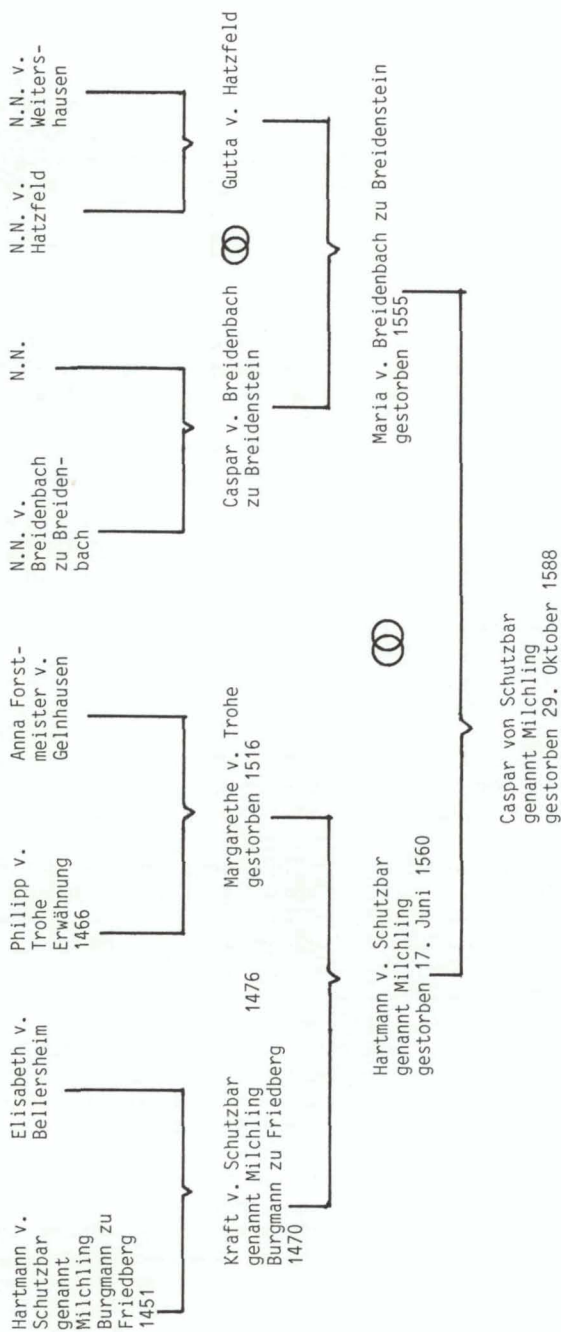 Hartmann v.
Schutzbar
genannt
Milchling
Burgmann zu
Friedberg
1451
Elisabeth v.
Bellersheim
Philipp v.
Trohe
Erwähnung
1466
Anna Forst-
meister v.
Gelnhausen
N.N. v.
Breidenbach
zu Breiden-
bach
N.N.
N.N. v.
Hatzfeld
N.N. v.
Weiters-
hausen
Kraft v. Schutzbar
genannt Milchling
Burgmann zu Friedberg
1470
1476
Margarethe v. Trohe
gestorben 1516
Caspar v. Breidenbach
zu Breidenstein
Gutta v. Hatzfeld
Hartmann v. Schutzbar
genannt Milchling
gestorben 17. Juni 1560
Maria v. Breidenbach zu Breidenstein
gestorben 1555
Caspar von Schutzbar
genannt Milchling
gestorben 29. Oktober 1588